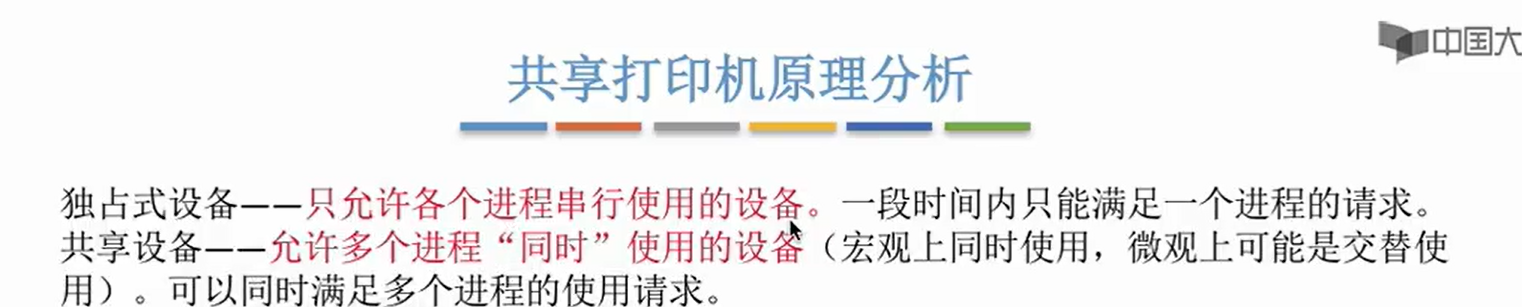 中国大
共享打印机原理分析
独占式设备——只允许各个进程串行使用的设备。一段时间内只能满足一个进程的请求。
共享设备——允许多个进程“同时”使用的设备（宏观上同时使用，微观上可能是交替使
用）。可以同时满足多个进程的使用请求。